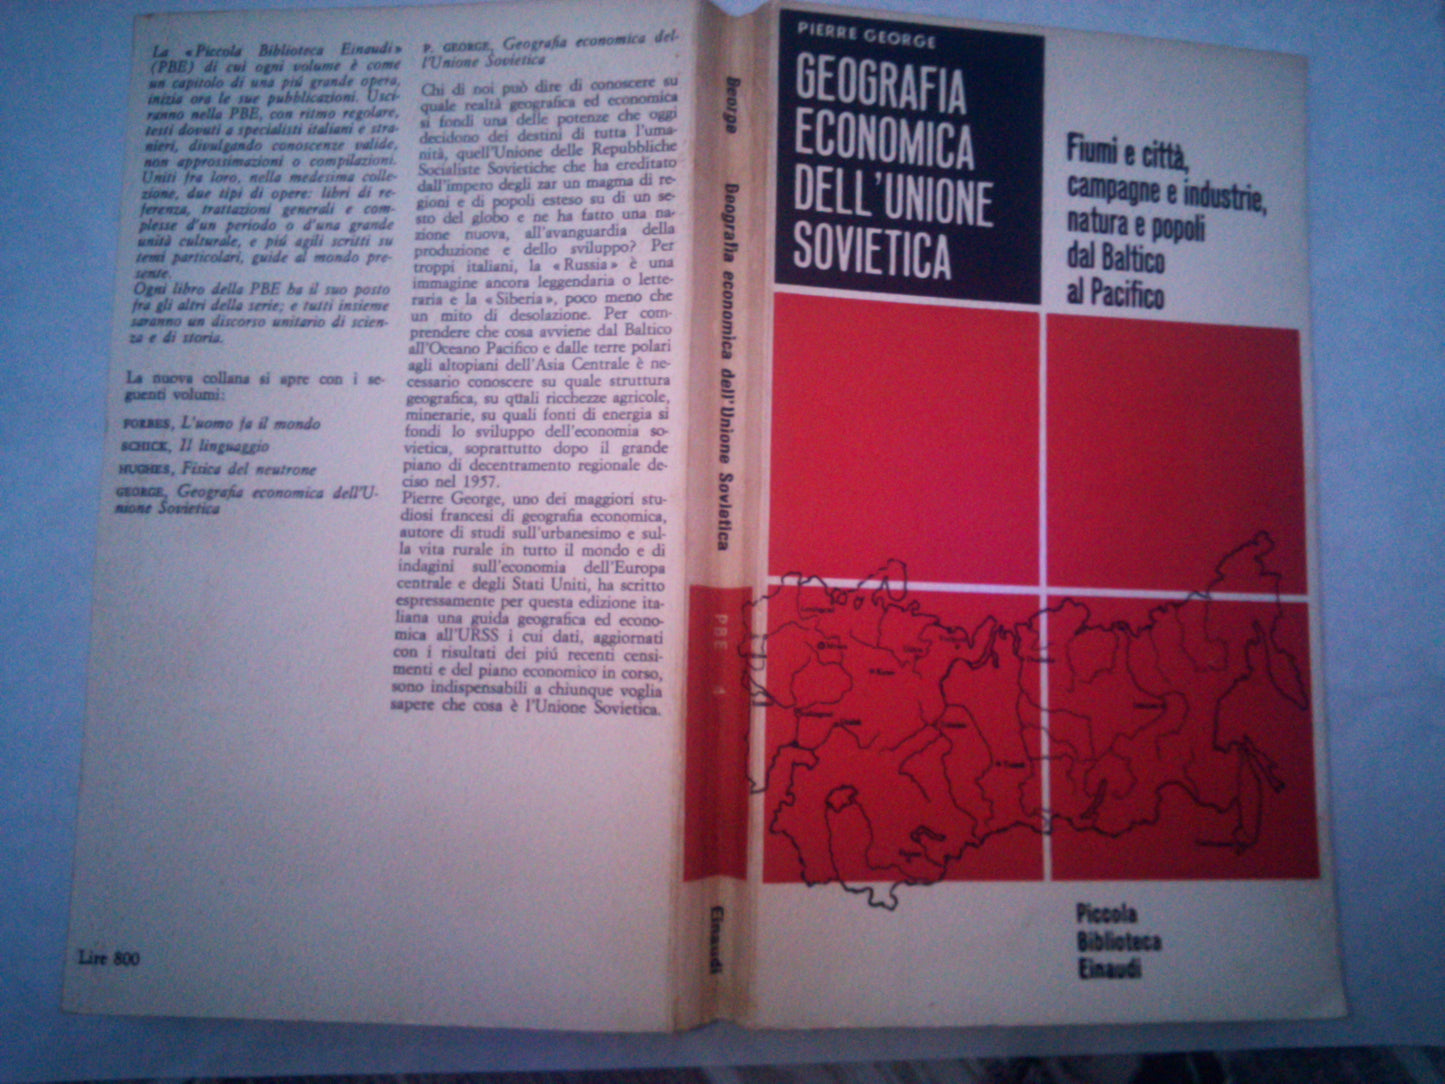 La «Piccola Biblioteca Einaudi»
(PBE) di cui ogni volume è come
un capitolo di una piú grande opera,
inizia ora le sue pubblicazioni. Usci-
ranno nella PBE, con ritmo regolare,
testi dovuti a specialisti italiani e stra-
nieri, divulgando conoscenze valide,
non approssimazioni o compilazioni.
Uniti fra loro, nella medesima colle-
zione, due tipi di opere: libri di re-
ferenza, trattazioni generali e com-
plesse d'un periodo o d'una grande
unità culturale, e piú agili scritti su
temi particolari, guide al mondo pre-
sente.
Ogni libro della PBE ha il suo posto
fra gli altri della serie; e tutti insieme
saranno un discorso unitario di scien-
za e di storia.
La nuova collana si apre con i se-
guenti volumi:
FORBES, L'uomo fa il mondo
SCHICK, Il linguaggio
HUGHES, Fisica del neutrone
GEORGE, Geografia economica dell'U-
nione Sovietica
Lire 800
P. GEORGE, Geografia economica del-
l'Unione Sovietica
Chi di noi può dire di conoscere su
quale realtà geografica ed economica
si fondi una delle potenze che oggi
decidono dei destini di tutta l'uma-
nità, quell'Unione delle Repubbliche
Socialiste Sovietiche che ha ereditato
dall'impero degli zar un magma di re-
gioni e di popoli esteso su di un se-
sto del globo e ne ha fatto una na-
zione nuova, all'avanguardia della
produzione e dello sviluppo? Per
troppi italiani, la «Russia» è una
immagine ancora leggendaria o lette-
raria e la «Siberia», poco meno che
un mito di desolazione. Per com-
prendere che cosa avviene dal Baltico
all'Oceano Pacifico e dalle terre polari
agli altopiani dell'Asia Centrale è ne-
cessario conoscere su quale struttura
geografica, su quali ricchezze agricole,
minerarie, su quali fonti di energia si
fondi lo sviluppo dell'economia so-
vietica, soprattutto dopo il grande
piano di decentramento regionale de-
ciso nel 1957.
Pierre George, uno dei maggiori stu-
diosi francesi di geografia economica,
autore di studi sull'urbanesimo e sul-
la vita rurale in tutto il mondo e di
indagini sull'economia dell'Europa
centrale e degli Stati Uniti, ha scritto
espressamente per questa edizione ita-
liana una guida geografica ed econo-
mica all'URSS i cui dati, aggiornati
con i risultati dei piú recenti censi-
menti e del piano economico in corso,
sono indispensabili a chiunque voglia
sapere che cosa è l'Unione Sovietica.
George Geografia economica dell'Unione Sovietica PBE 1 Einaudi
PIERRE GEORGE
GEOGRAFIA
ECONOMICA
DELL'UNIONE
SOVIETICA
Fiumi e città,
campagne e industrie,
natura e popoli
dal Baltico
al Pacifico
Piccola
Biblioteca
Einaudi